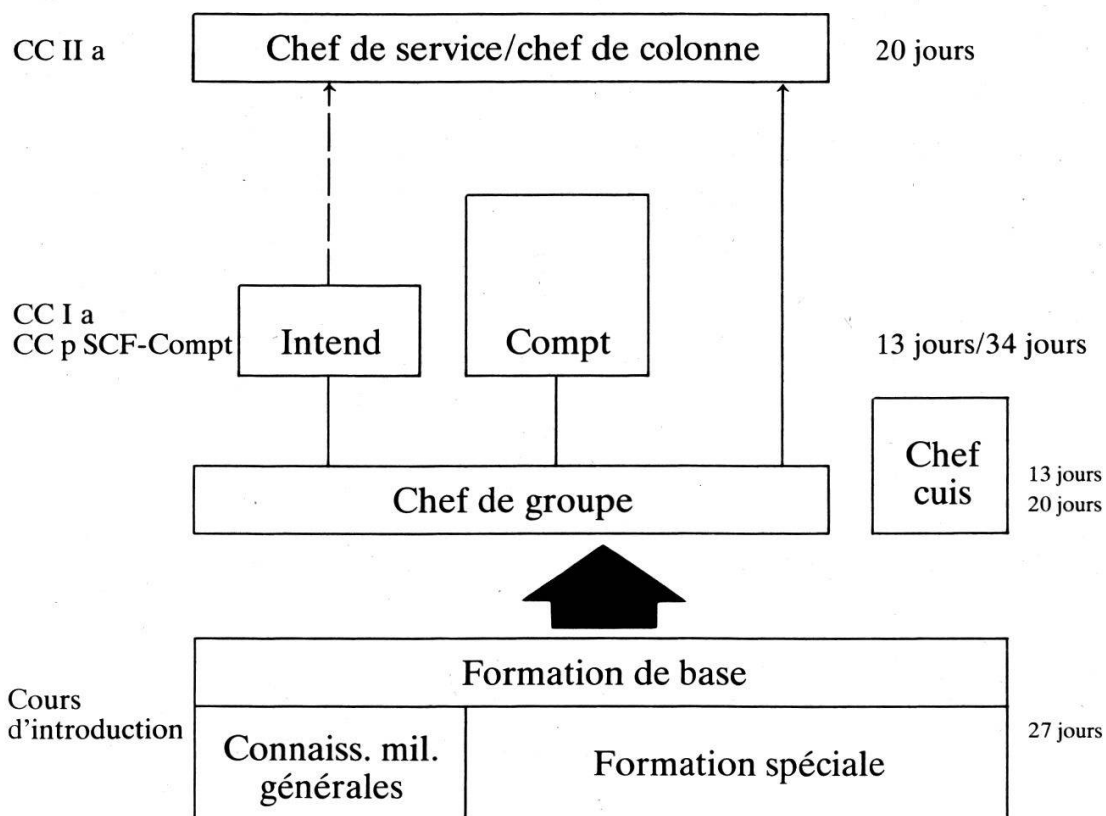 CC II a
Chef de service/chef de colonne
20 jours
CC I a
CC p SCF-Compt
Intend
Compt
13 jours/34 jours
Chef
cuis
13 jours
20 jours
Chef de groupe
Formation de base
Cours
d'introduction
Connaiss. mil.
générales
Formation spéciale
27 jours